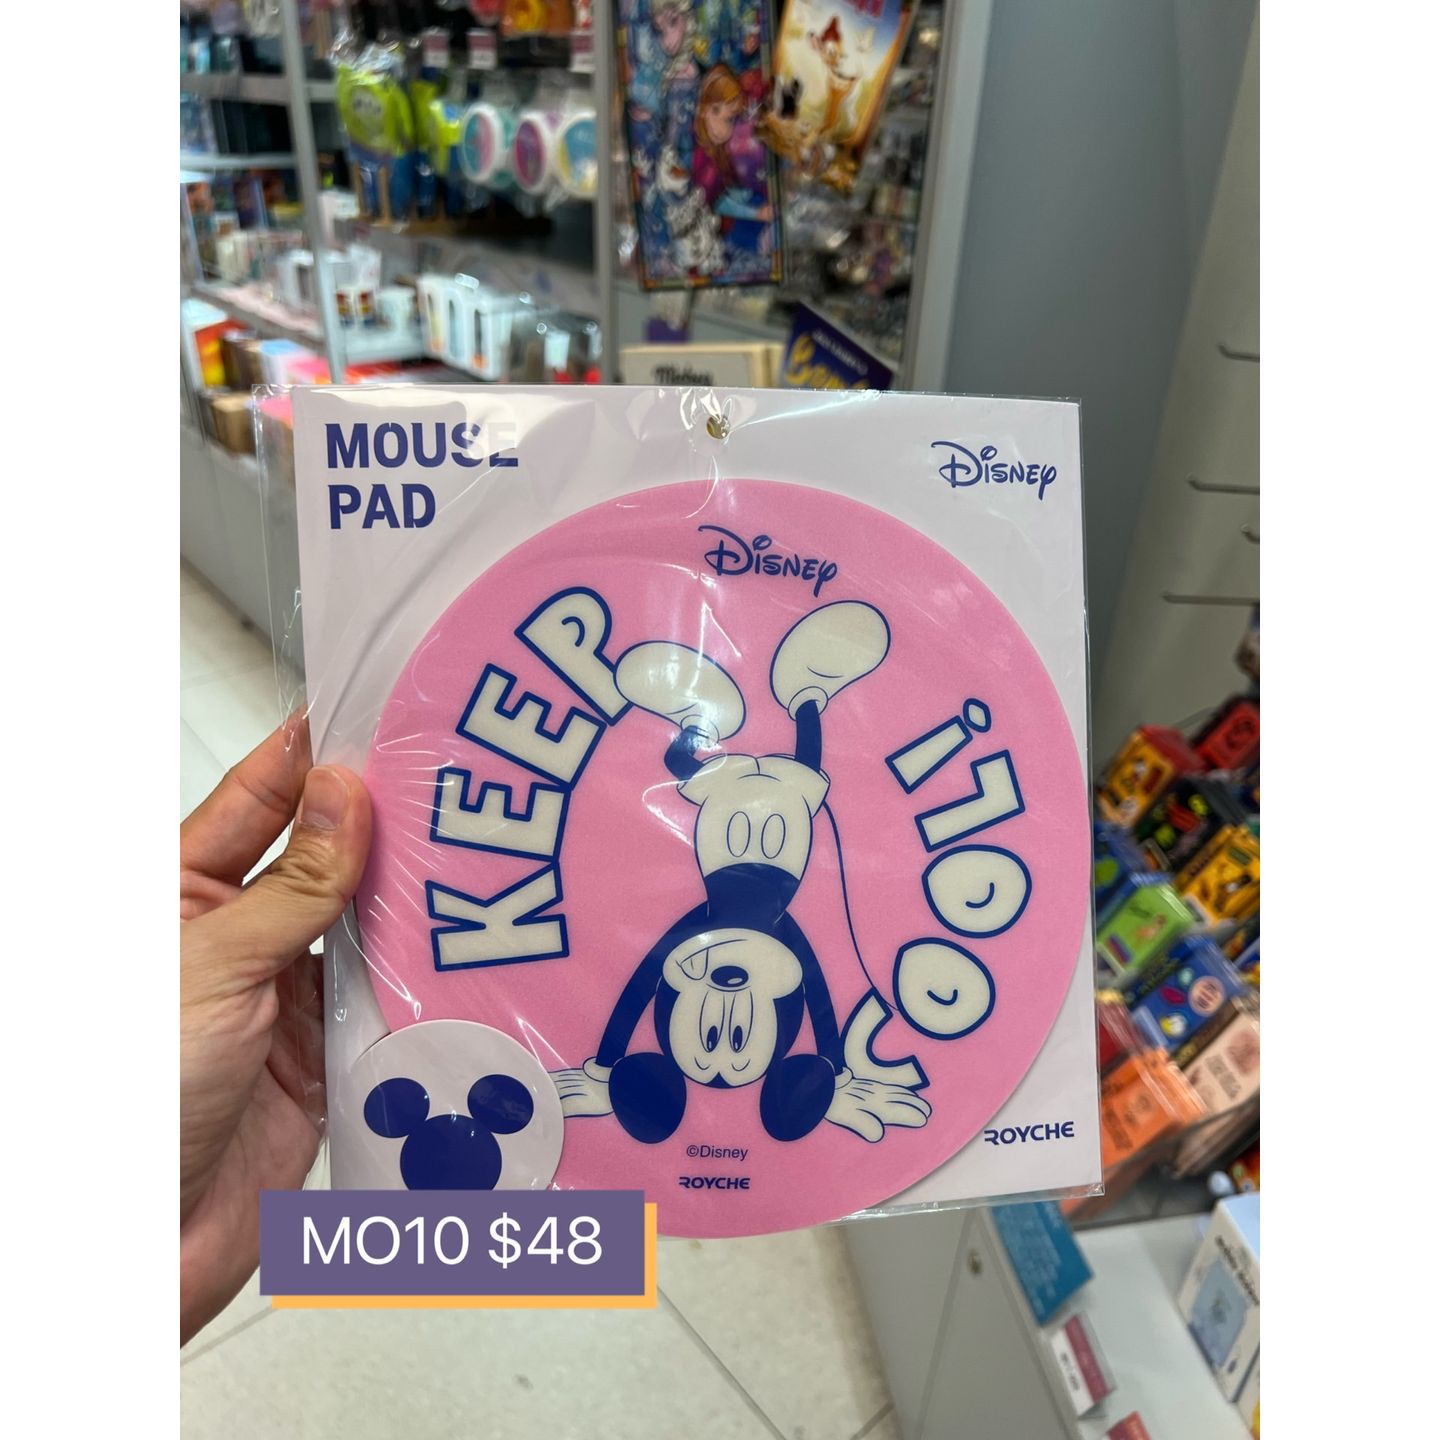 MOUSE
PAD
Disney
Disney
KEEP
COOL!
©Disney
ROYCHE
ROYCHE
MO10 $48